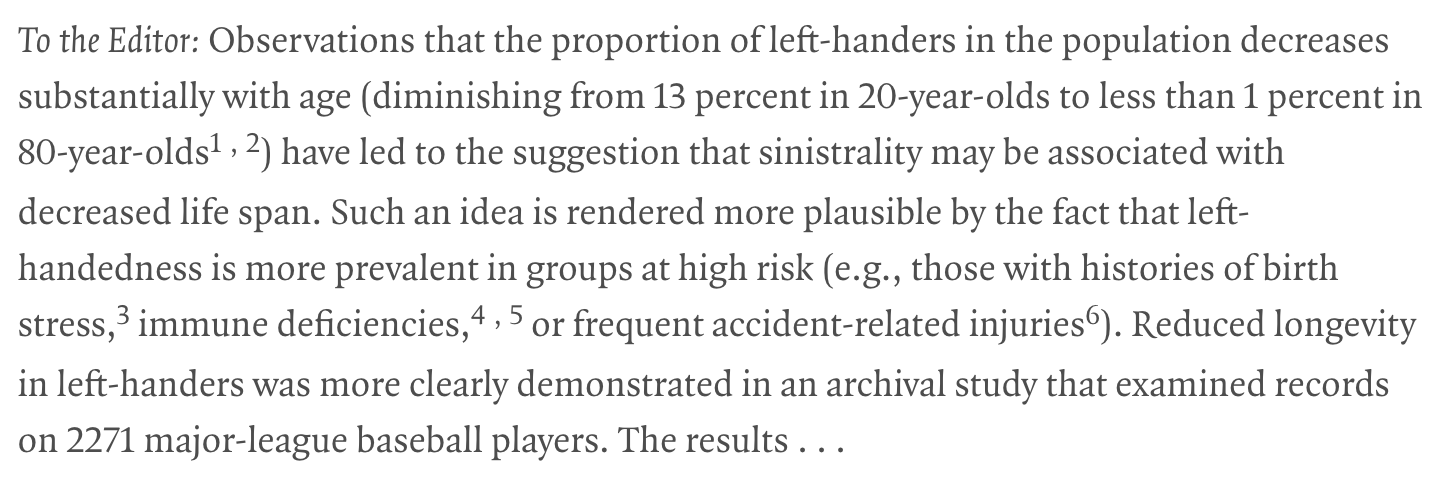 To the Editor: Observations that the proportion of left-handers in the population decreases
substantially with age (diminishing from 13 percent in 20-year-olds to less than 1 percent in
80-year-olds1 , 2) have led to the suggestion that sinistrality may be associated with
decreased life span. Such an idea is rendered more plausible by the fact that left-
handedness is more prevalent in groups at high risk (e.g., those with histories of birth
stress,3 immune deficiencies,4 , 5 or frequent accident-related injuries6). Reduced longevity
in left-handers was more clearly demonstrated in an archival study that examined records
on 2271 major-league baseball players. The results . . .